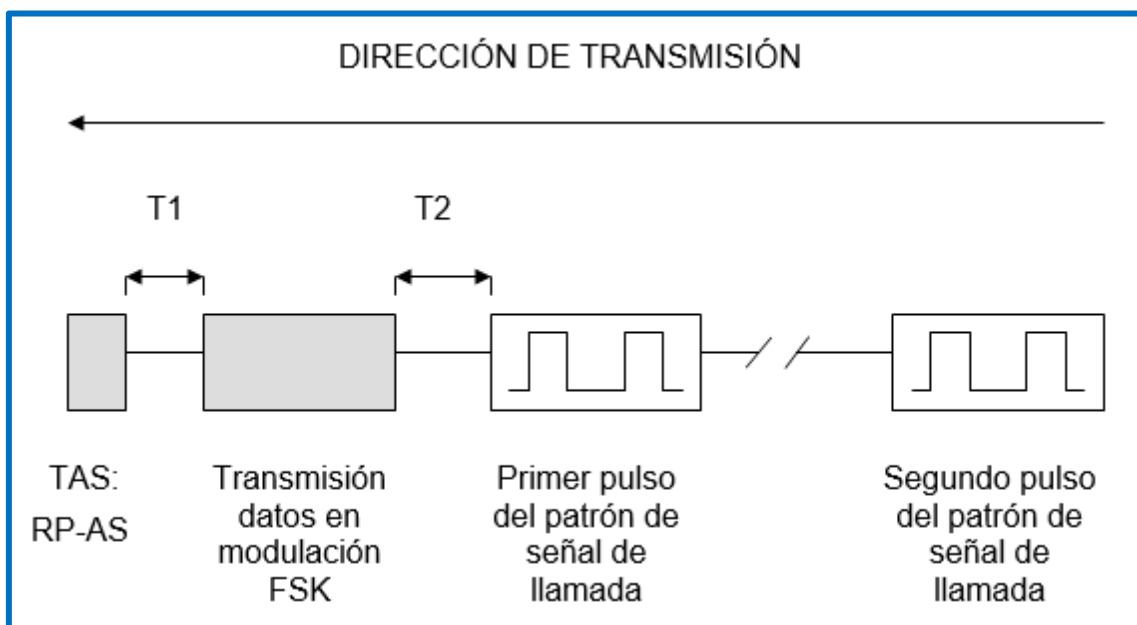 DIRECCIÓN DE TRANSMISIÓN
T1
T2
TAS:
RP-AS
Transmisión
datos en
modulación
FSK
Primer pulso
del patrón de
señal de
llamada
Segundo pulso
del patrón de
señal de
llamada